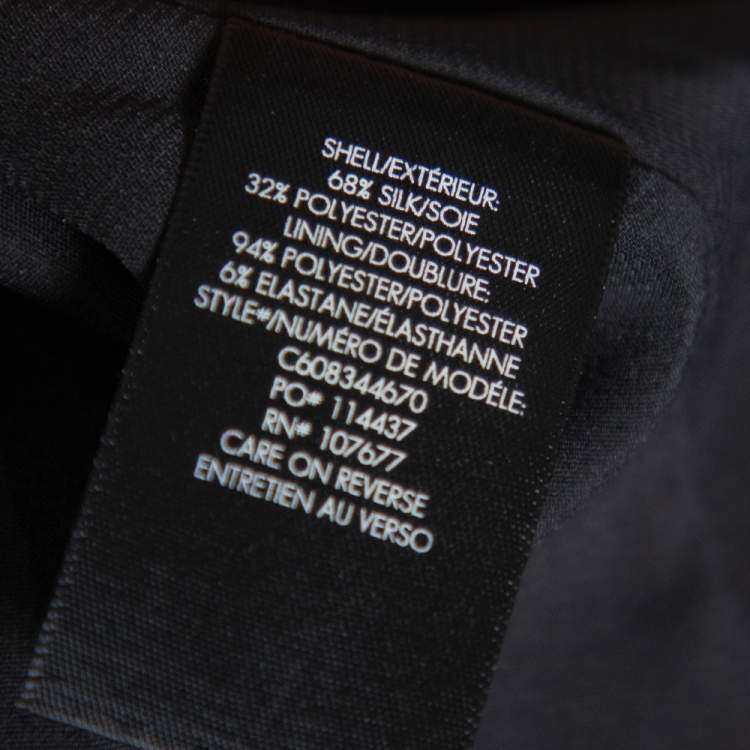 SHELL/EXTÉRIEUR:
68% SILK/SOIE
32% POLYESTER/POLYESTER
LINING/DOUBLURE:
94% POLYESTER/POLYESTER
6% ELASTANE/ÉLASTHANNE
STYLE#/NUMÉRO DE MODÉLE:
C608344670
PO# 114437
RN# 107677
CARE ON REVERSE
ENTRETIEN AU VERSO